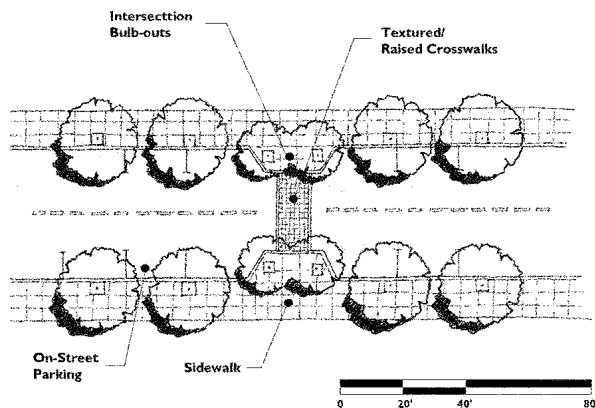 Intersecttion
Bulb-outs
Textured/
Raised Crosswalks
On-Street
Parking
Sidewalk
0 20' 40' 80